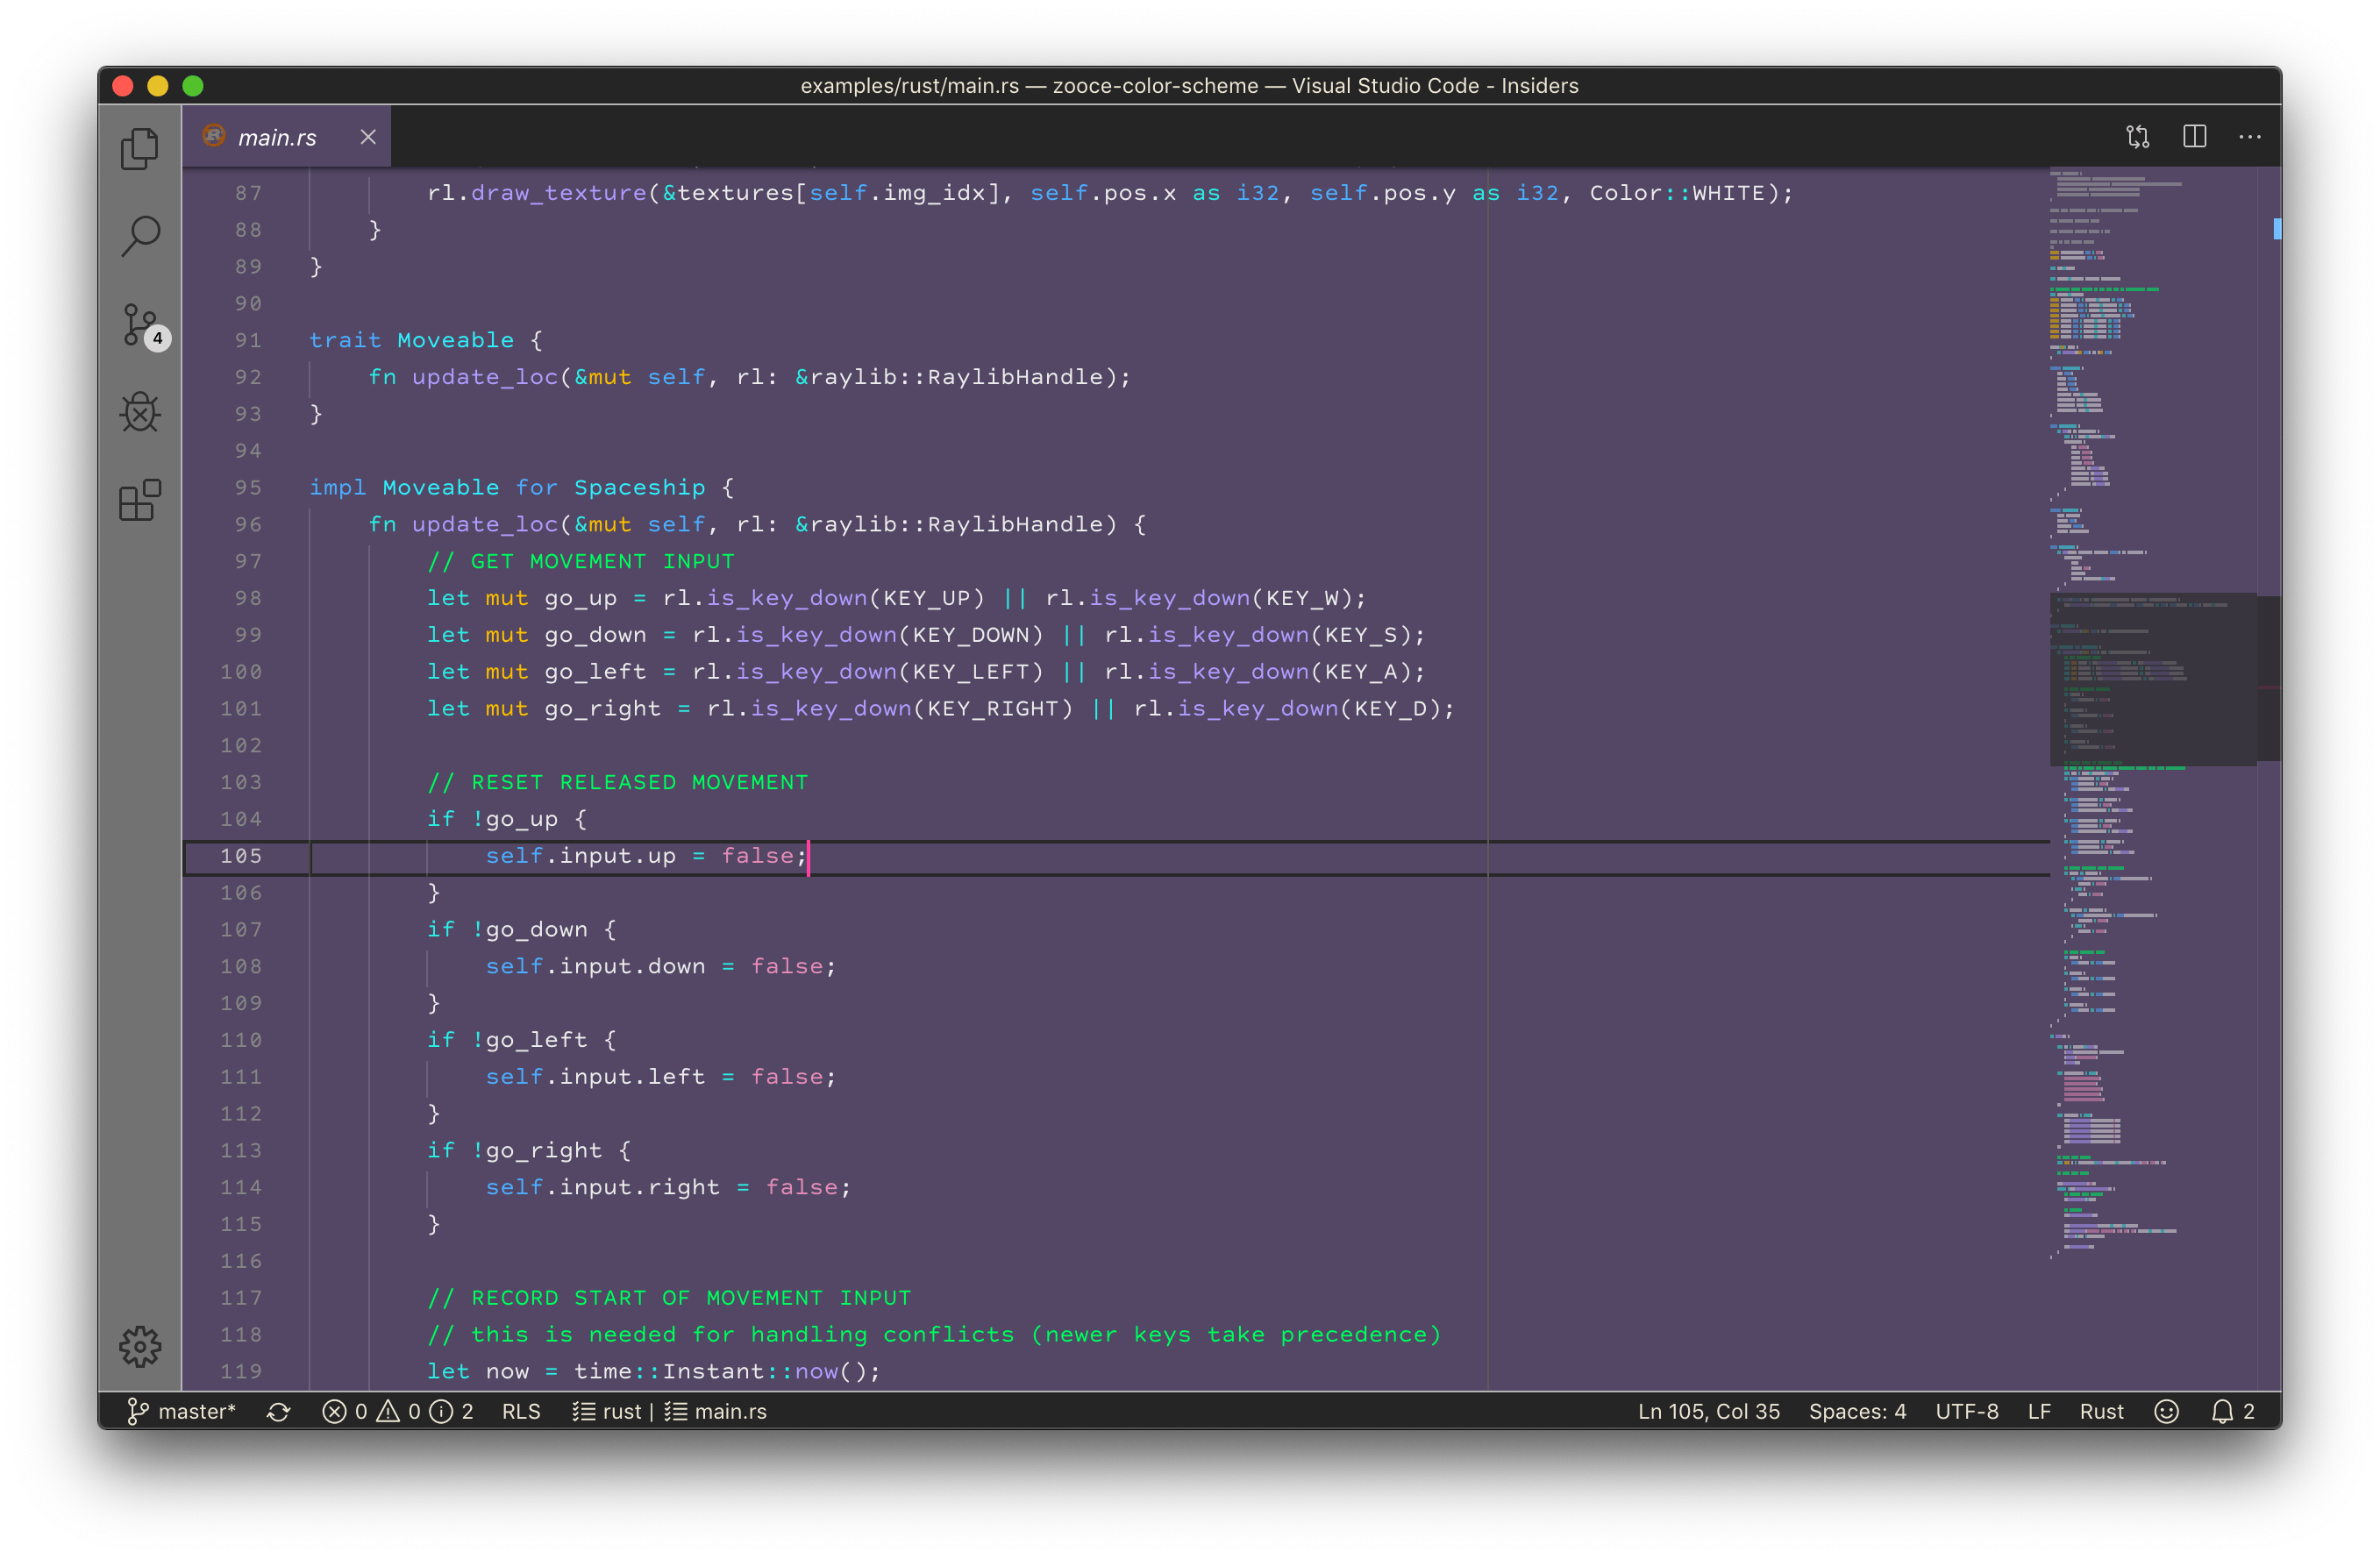 examples/rust/main.rs — zooce-color-scheme — Visual Studio Code - Insiders
main.rs
87 rl.draw_texture(&textures[self.img_idx], self.pos.x as i32, self.pos.y as i32, Color::WHITE);
88 }
89 }
90
91 trait Moveable {
92 fn update_loc(&mut self, rl: &raylib::RaylibHandle);
93 }
94
95 impl Moveable for Spaceship {
96 fn update_loc(&mut self, rl: &raylib::RaylibHandle) {
97 // GET MOVEMENT INPUT
98 let mut go_up = rl.is_key_down(KEY_UP) || rl.is_key_down(KEY_W);
99 let mut go_down = rl.is_key_down(KEY_DOWN) || rl.is_key_down(KEY_S);
100 let mut go_left = rl.is_key_down(KEY_LEFT) || rl.is_key_down(KEY_A);
101 let mut go_right = rl.is_key_down(KEY_RIGHT) || rl.is_key_down(KEY_D);
102
103 // RESET RELEASED MOVEMENT
104 if !go_up {
105 self.input.up = false;
106 }
107 if !go_down {
108 self.input.down = false;
109 }
110 if !go_left {
111 self.input.left = false;
112 }
113 if !go_right {
114 self.input.right = false;
115 }
116
117 // RECORD START OF MOVEMENT INPUT
118 // this is needed for handling conflicts (newer keys take precedence)
119 let now = time::Instant::now();
4
master* 0 0 2 RLS rust | main.rs Ln 105, Col 35 Spaces: 4 UTF-8 LF Rust 2